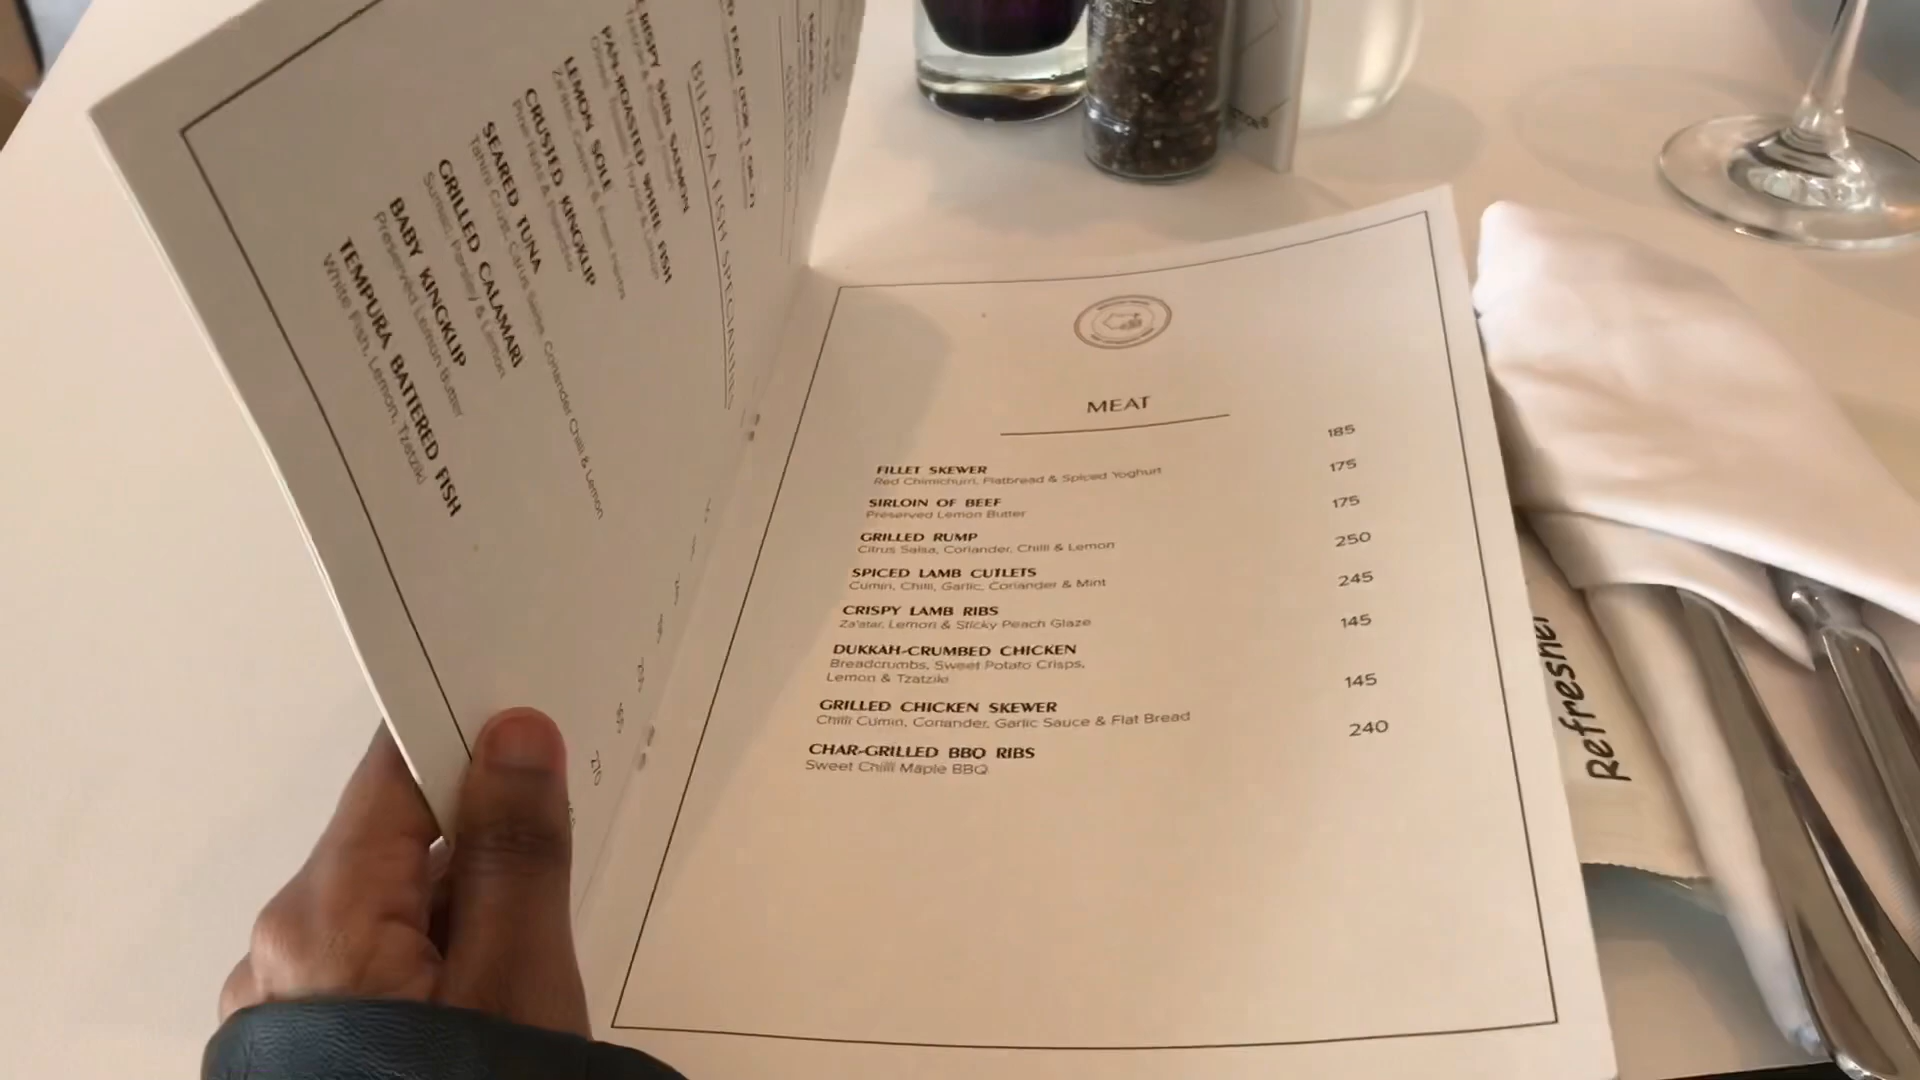 BILBOA FISH SPECIALITIES
CRISPY SKIN SALMON
PAN-ROASTED WHITE FISH
LEMON SOLE
CRUSTED KINGKLIP
Pine Nuts &
SEARED TUNA
Tahina Crust, Citrus Salsa, Coriander Chilli & Lemon
GRILLED CALAMARI
Sumac, Parsley & Lemon
BABY KINGKLIP
Preserved Lemon Butter
TEMPURA BATTERED FISH
White Fish, Lemon, Tzatziki
MEAT
185
FILLET SKEWER
Red Chimichurri, Flatbread & Spiced Yoghurt
175
SIRLOIN OF BEEF
Preserved Lemon Butter
175
GRILLED RUMP
Citrus Salsa, Coriander, Chilli & Lemon
250
SPICED LAMB CUTLETS
Cumin, Chilli, Garlic, Coriander & Mint
245
CRISPY LAMB RIBS
Za'atar, Lemon & Sticky Peach Glaze
145
DUKKAH-CRUMBED CHICKEN
Breadcrumbs, Sweet Potato Crisps,
Lemon & Tzatziki
145
GRILLED CHICKEN SKEWER
Chilli Cumin, Coriander, Garlic Sauce & Flat Bread
240
CHAR-GRILLED BBQ RIBS
Sweet Chilli Maple BBQ
Refresher